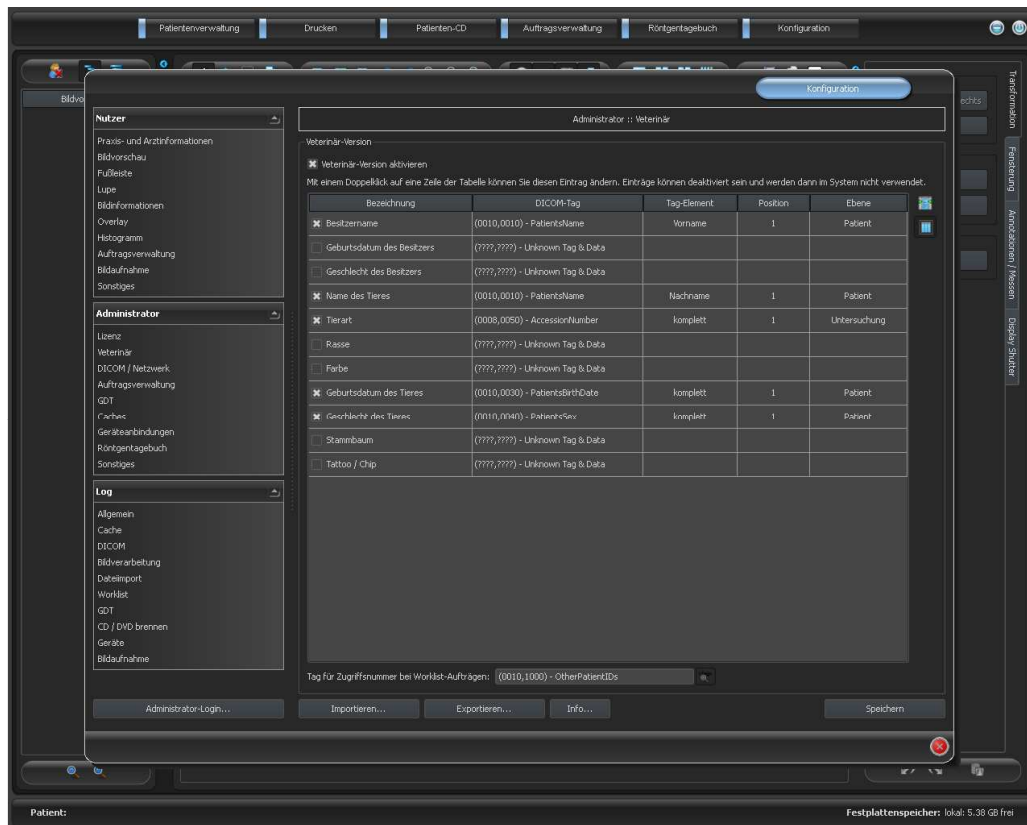 Patientenverwaltung Drucken Patienten-CD Auftragsverwaltung Röntgentagebuch Konfiguration
Konfiguration
Nutzer
Praxis- und Arztinformationen
Bildvorschau
Fußleiste
Lupe
Bildinformationen
Overlay
Histogramm
Auftragsverwaltung
Bildaufnahme
Sonstiges
Administrator
Lizenz
Veterinär
DICOM / Netzwerk
Auftragsverwaltung
GDT
Caches
Geräteanbindungen
Röntgentagebuch
Sonstiges
Log
Allgemein
Cache
DICOM
Bildverarbeitung
Dateiimport
Worklist
GDT
CD / DVD brennen
Geräte
Bildaufnahme
Administrator-Login...
Administrator :: Veterinär
Veterinär-Version
Veterinär-Version aktivieren
Mit einem Doppelklick auf eine Zeile der Tabelle können Sie diesen Eintrag ändern. Einträge können deaktiviert sein und werden dann im System nicht verwendet.
Bezeichnung DICOM-Tag Tag-Element Position Ebene
Besitzername (0010,0010) - PatientsName Vorname 1 Patient
Geburtsdatum des Besitzers (????,????) - Unknown Tag & Data
Geschlecht des Besitzers (????,????) - Unknown Tag & Data
Name des Tieres (0010,0010) - PatientsName Nachname 1 Patient
Tierart (0008,0050) - AccessionNumber komplett 1 Untersuchung
Rasse (????,????) - Unknown Tag & Data
Farbe (????,????) - Unknown Tag & Data
Geburtsdatum des Tieres (0010,0030) - PatientsBirthDate komplett 1 Patient
Geschlecht des Tieres (0010,0040) - PatientsSex komplett 1 Patient
Stammbaum (????,????) - Unknown Tag & Data
Tattoo / Chip (????,????) - Unknown Tag & Data
Tag für Zugriffsnummer bei Worklist-Aufträgen: (0010,1000) - OtherPatientIDs
Importieren... Exportieren... Info... Speichern
Transformation
Fensterung
Annotationen / Messen
Display Shutter
Patient: Festplattenspeicher: lokal: 5.38 GB frei